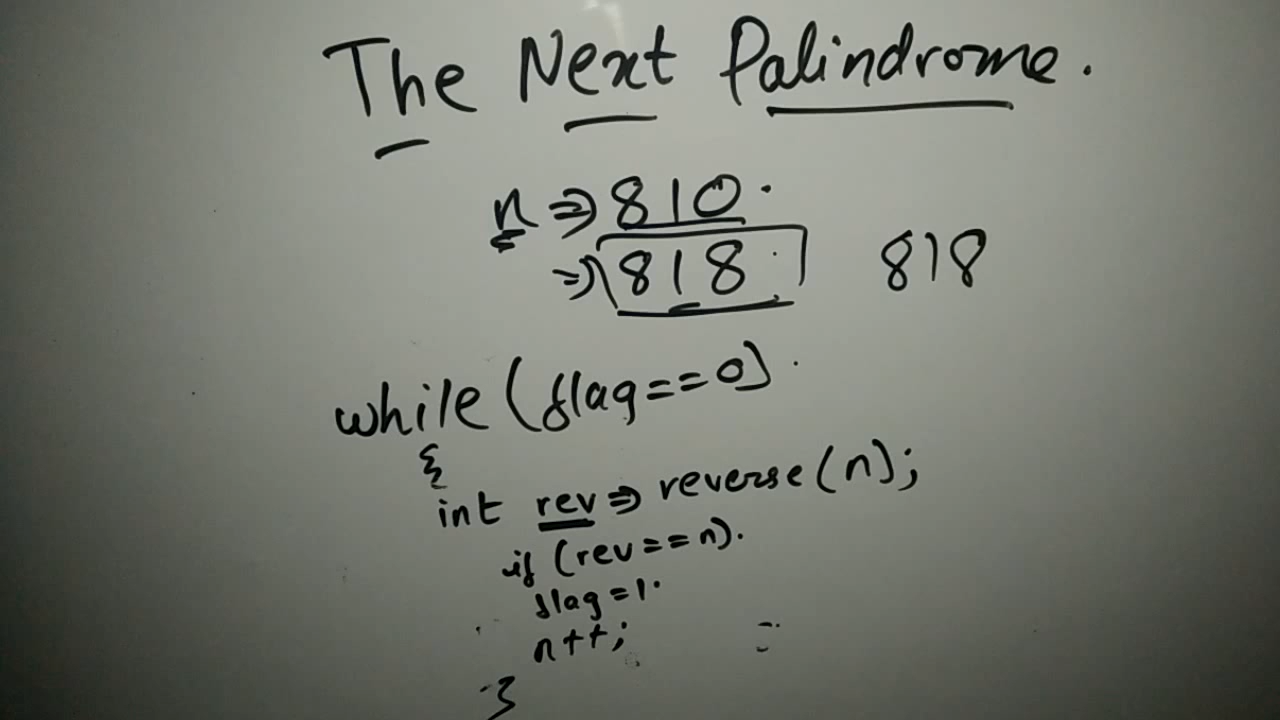 The Next Palindrome.
n ⇒ 810.
⇒ 818. 818
while (flag==0).
{
int rev ⇒ reverse(n);
if (rev==n).
flag=1.
n++;
}